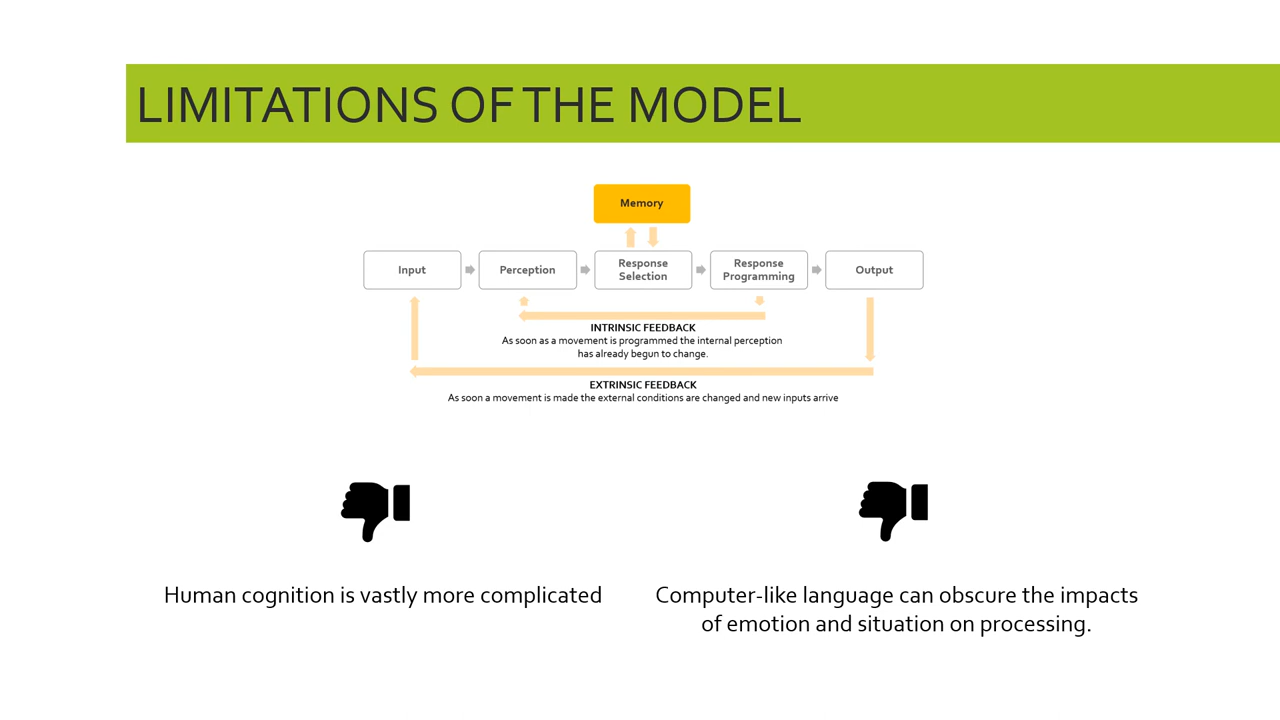 LIMITATIONS OF THE MODEL
Memory
Input
Perception
Response
Selection
Response
Programming
Output
INTRINSIC FEEDBACK
As soon as a movement is programmed the internal perception
has already begun to change.
EXTRINSIC FEEDBACK
As soon a movement is made the external conditions are changed and new inputs arrive
Human cognition is vastly more complicated
Computer-like language can obscure the impacts
of emotion and situation on processing.